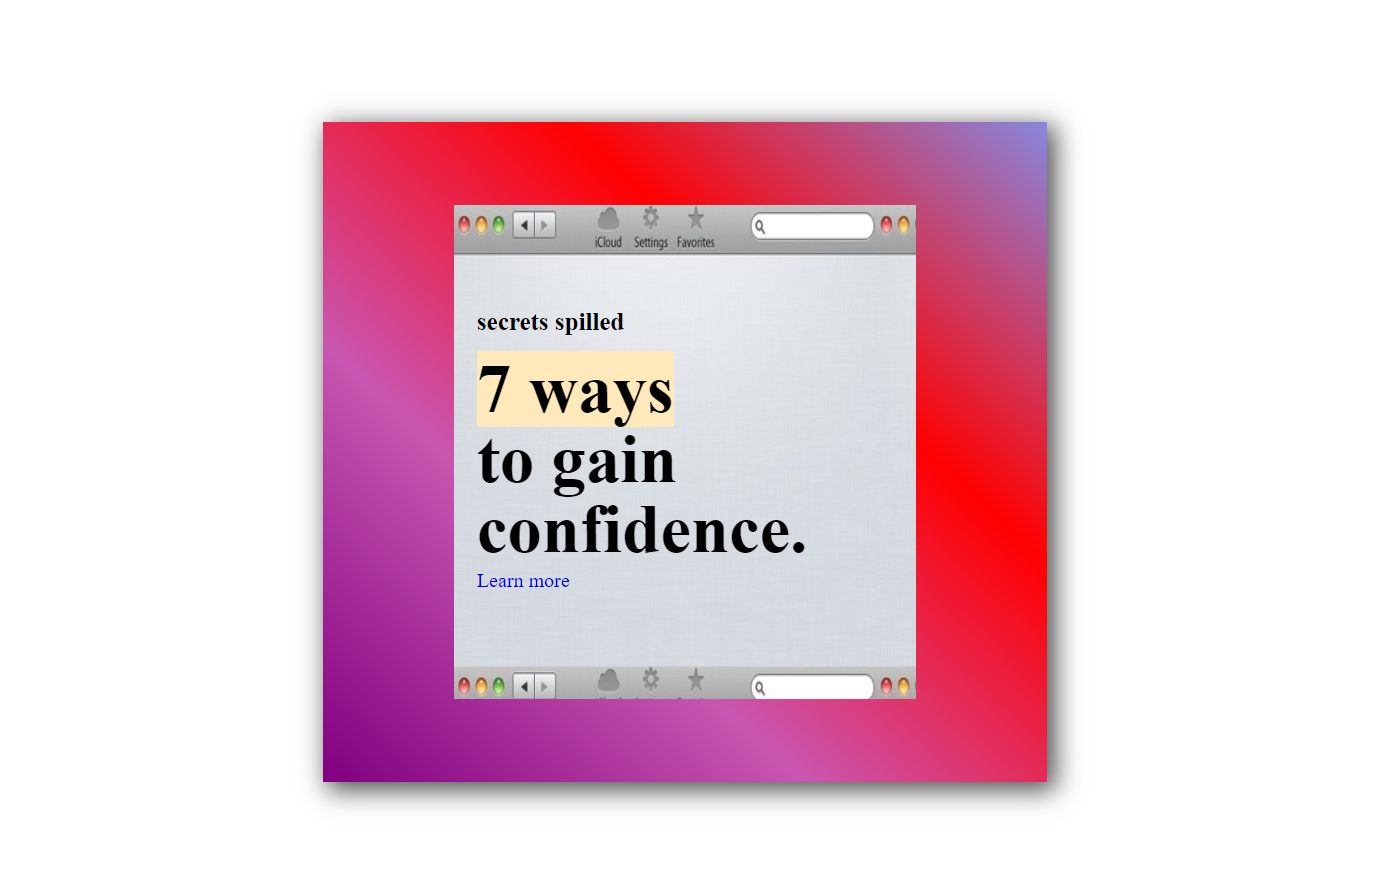 iCloud Settings Favorites
secrets spilled
7 ways
to gain
confidence.
Learn more